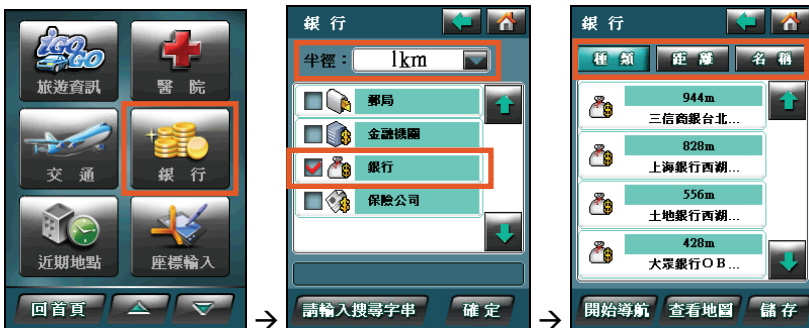 iGO GO
旅遊資訊
醫 院
交 通
銀 行
近期地點
座標輸入
回首頁
→
銀 行
半徑：
1km
郵局
金融機關
銀行
保險公司
請輸入搜尋字串
確 定
→
銀 行
種 類
距 離
名 稱
944m
三信商銀台北...
828m
上海銀行西湖...
556m
土地銀行西湖...
428m
大眾銀行OB...
開始導航
查看地圖
儲 存